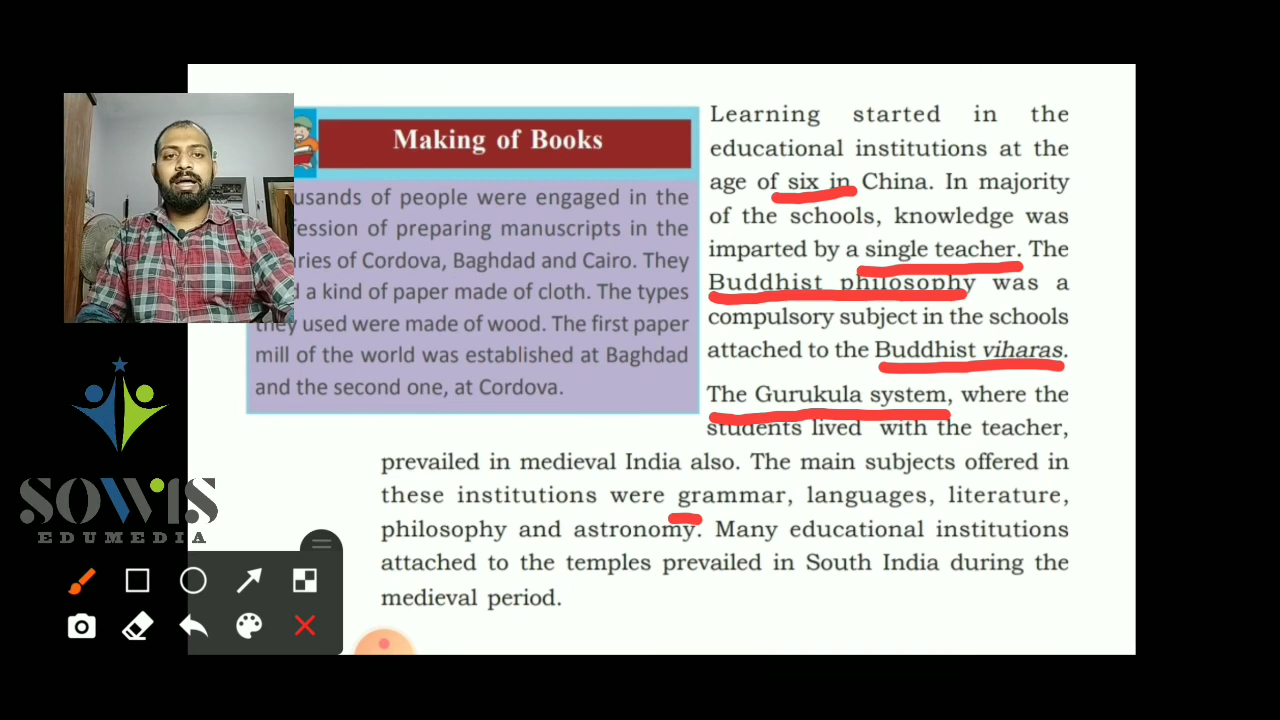 Making of Books
usands of people were engaged in the
fession of preparing manuscripts in the
ries of Cordova, Baghdad and Cairo. They
a kind of paper made of cloth. The types
they used were made of wood. The first paper
mill of the world was established at Baghdad
and the second one, at Cordova.
Learning started in the
educational institutions at the
age of six in China. In majority
of the schools, knowledge was
imparted by a single teacher. The
Buddhist philosophy was a
compulsory subject in the schools
attached to the Buddhist viharas.
The Gurukula system, where the
students lived with the teacher,
prevailed in medieval India also. The main subjects offered in
these institutions were grammar, languages, literature,
philosophy and astronomy. Many educational institutions
attached to the temples prevailed in South India during the
medieval period.
SOWIS
EDUMEDIA